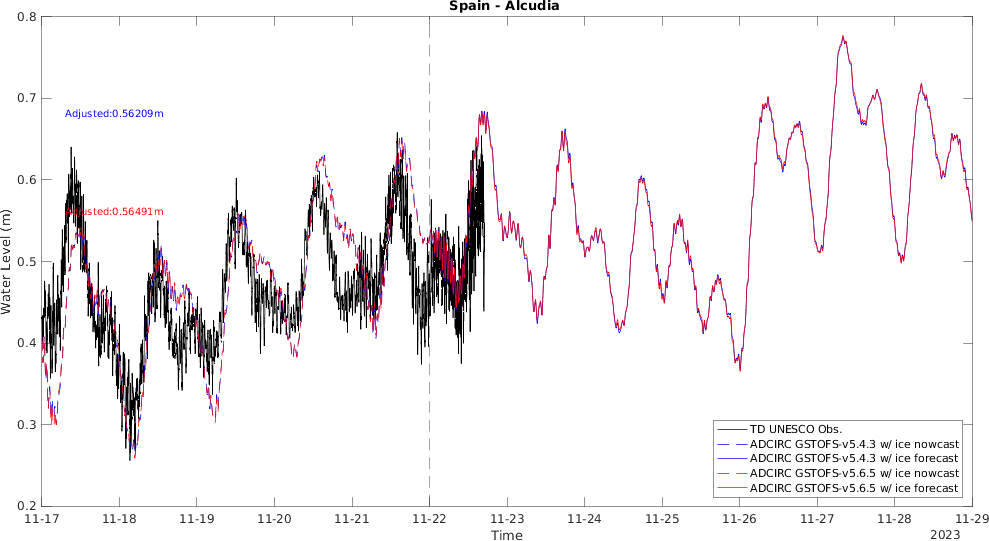 Spain - Alcudia
0.8
0.7
0.6
0.5
0.4
0.3
0.2
Water Level (m)
Adjusted:0.56209m
Adjusted:0.56491m
TD UNESCO Obs.
ADCIRC GSTOFS-v5.4.3 w/ ice nowcast
ADCIRC GSTOFS-v5.4.3 w/ ice forecast
ADCIRC GSTOFS-v5.6.5 w/ ice nowcast
ADCIRC GSTOFS-v5.6.5 w/ ice forecast
11-17 11-18 11-19 11-20 11-21 11-22 11-23 11-24 11-25 11-26 11-27 11-28 11-29
Time
2023